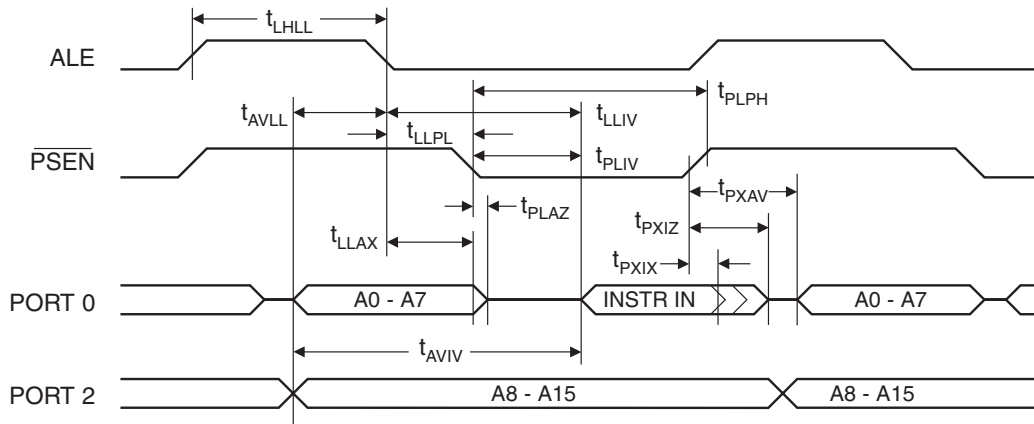 tLHLL
ALE
tPLPH
tAVLL
tLLIV
tLLPL
PSEN
tPLIV
tPXAV
tPLAZ
tPXIZ
tLLAX
tPXIX
PORT 0
A0 - A7
INSTR IN
A0 - A7
tAVIV
PORT 2
A8 - A15
A8 - A15